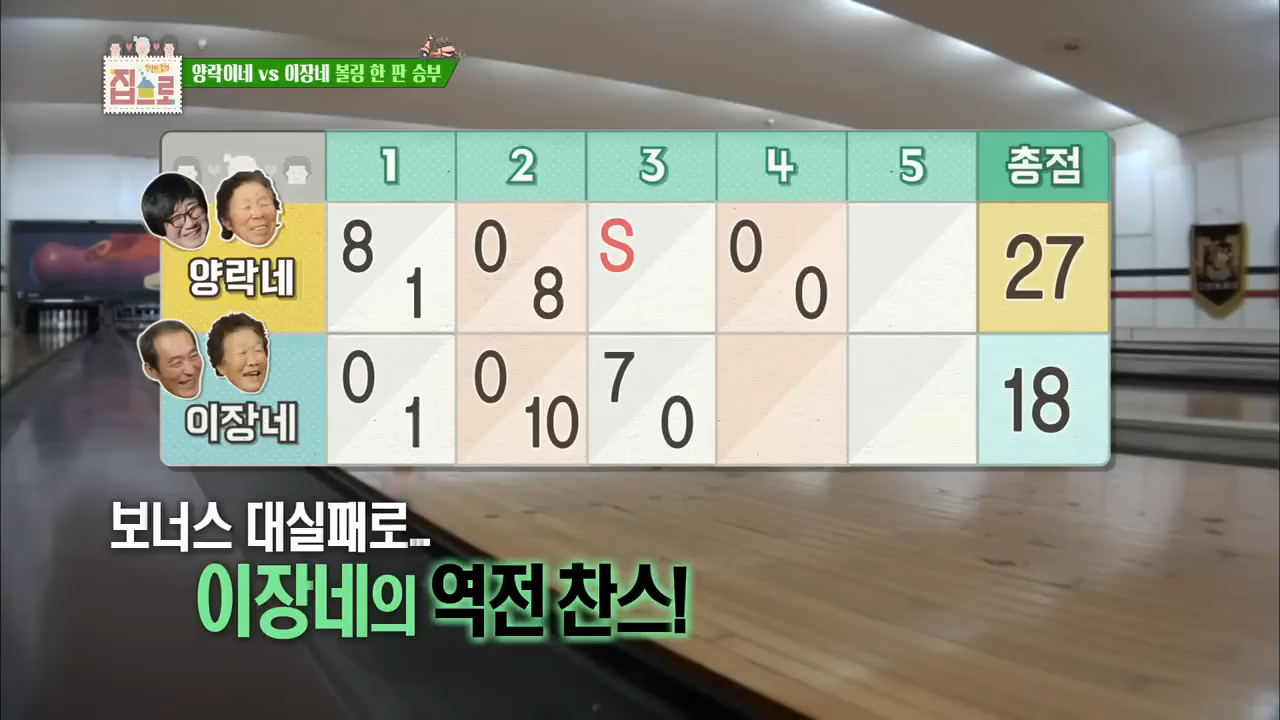 집으로
양락이네 vs 이장네 볼링 한 판 승부
1 2 3 4 5 총점
양락네 8 1 0 8 S 0 0 27
이장네 0 1 0 10 7 0 18
보너스 대실패로...
이장네의 역전 찬스!